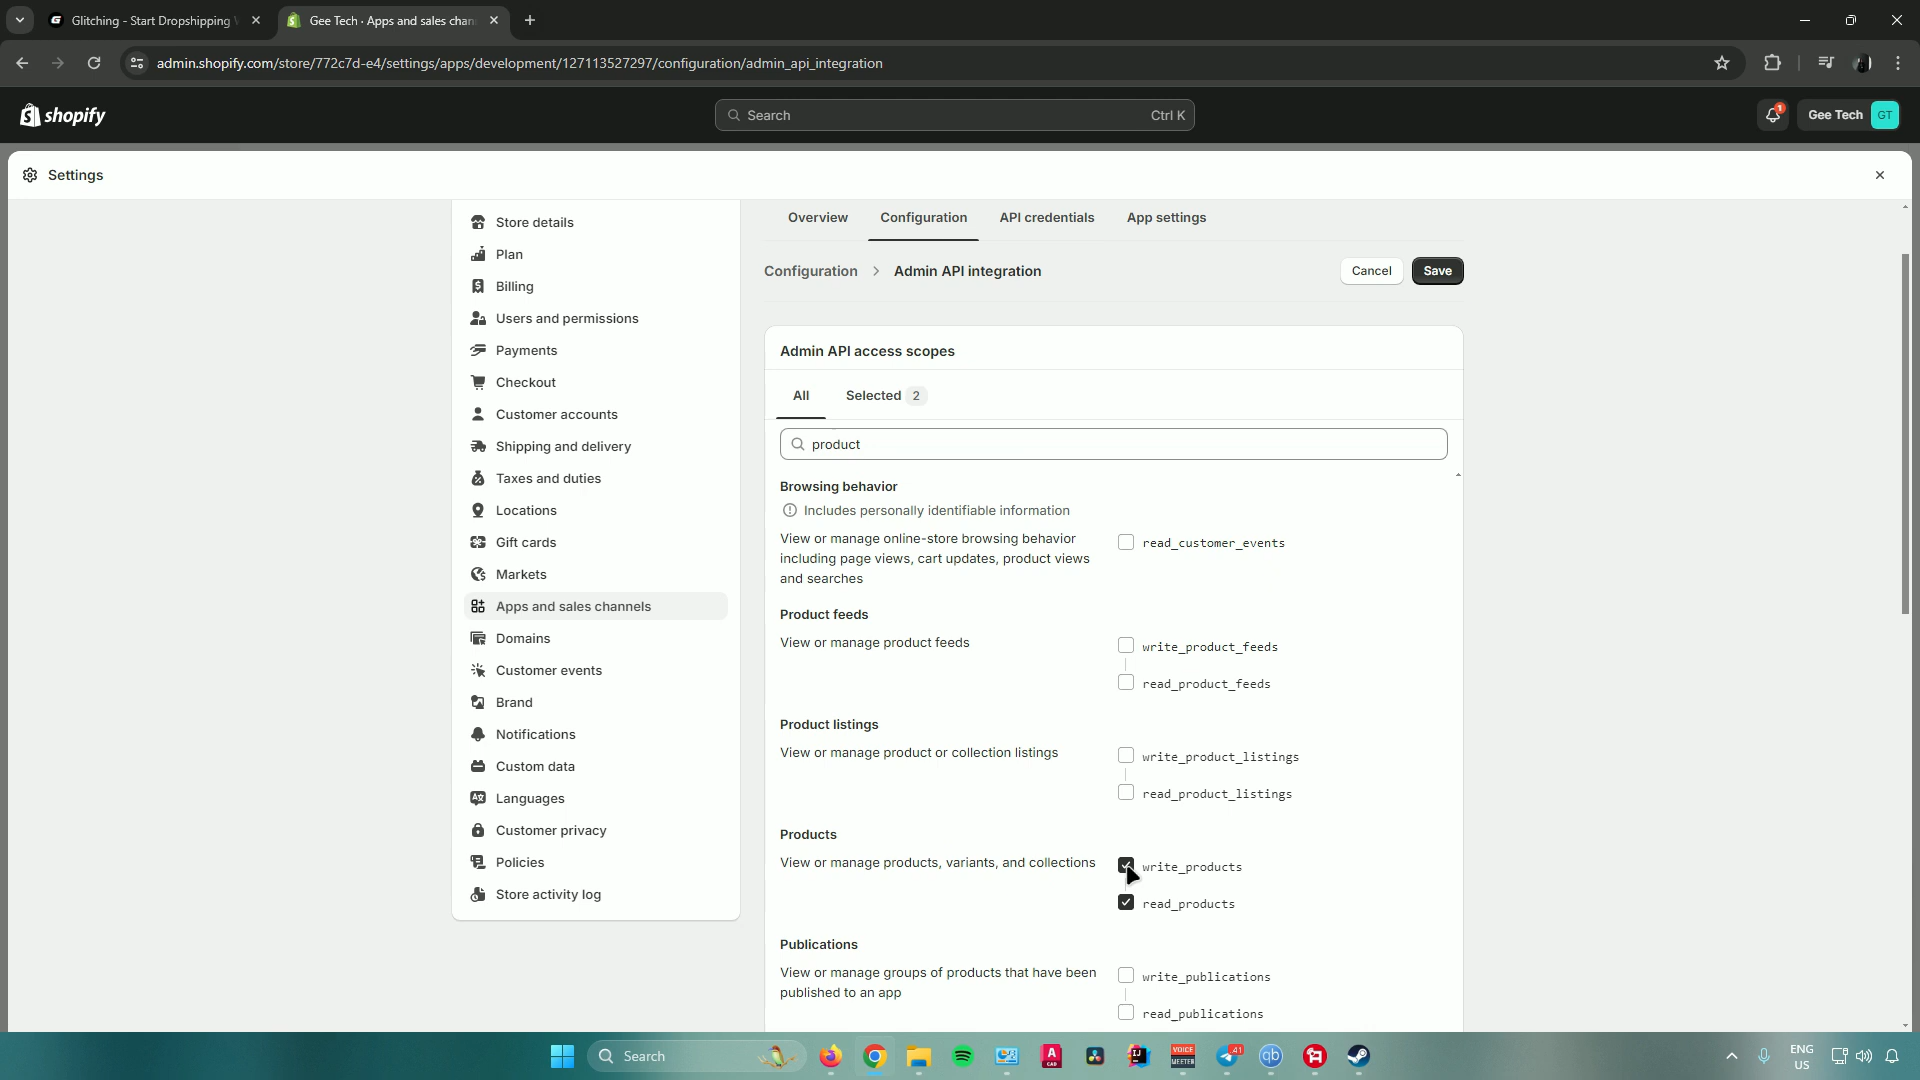 Glitching - Start Dropshipping
Gee Tech · Apps and sales chan
admin.shopify.com/store/772c7d-e4/settings/apps/development/127113527297/configuration/admin_api_integration
shopify
Search
Ctrl K
1
Gee Tech
GT
Settings
Store details
Plan
Billing
Users and permissions
Payments
Checkout
Customer accounts
Shipping and delivery
Taxes and duties
Locations
Gift cards
Markets
Apps and sales channels
Domains
Customer events
Brand
Notifications
Custom data
Languages
Customer privacy
Policies
Store activity log
Overview
Configuration
API credentials
App settings
Configuration > Admin API integration
Cancel
Save
Admin API access scopes
All
Selected 2
product
Browsing behavior
Includes personally identifiable information
View or manage online-store browsing behavior
including page views, cart updates, product views
and searches
read_customer_events
Product feeds
View or manage product feeds
write_product_feeds
read_product_feeds
Product listings
View or manage product or collection listings
write_product_listings
read_product_listings
Products
View or manage products, variants, and collections
write_products
read_products
Publications
View or manage groups of products that have been
published to an app
write_publications
read_publications
Search
A
CAD
IJ
VOICE
MEETER
41
qb
ENG
US